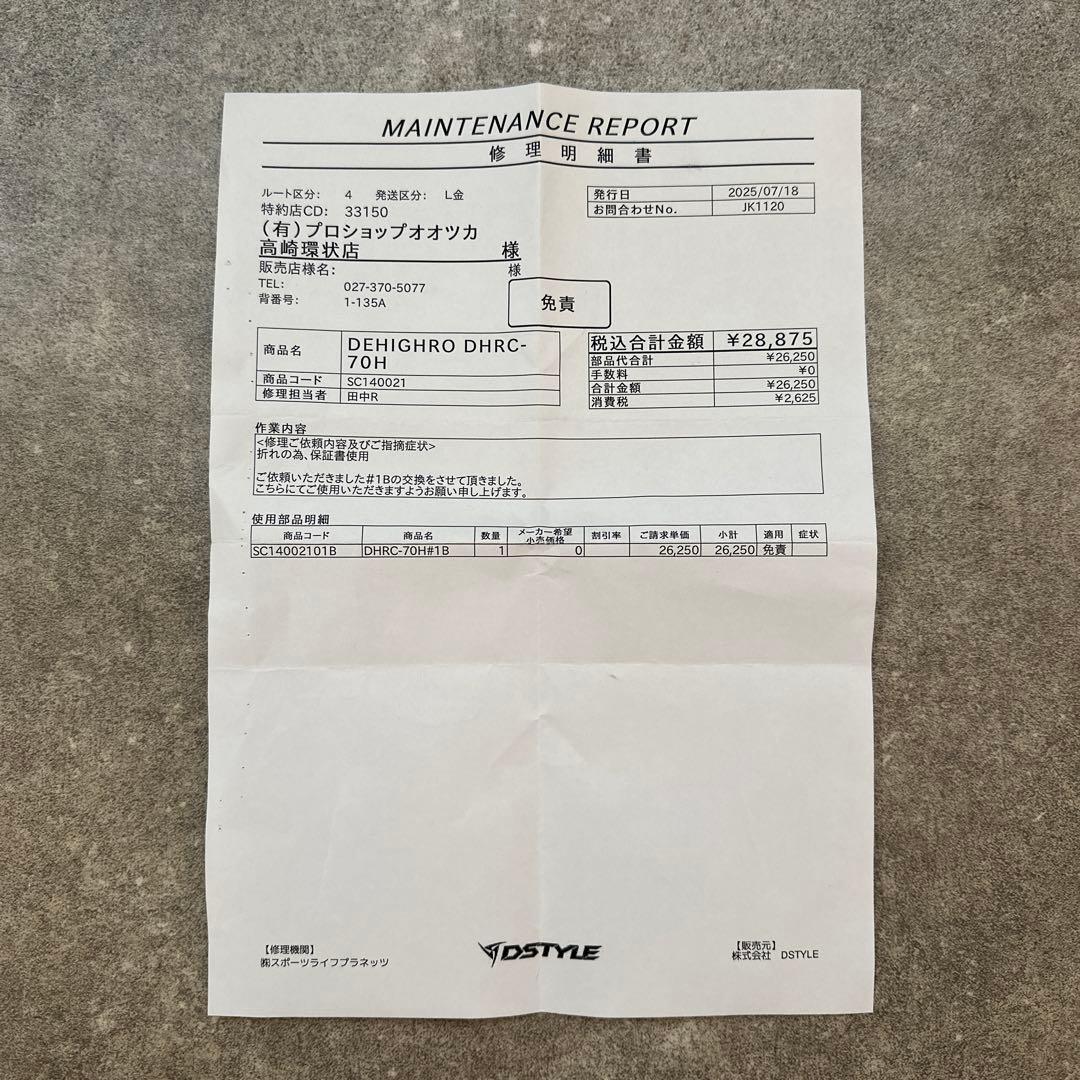 MAINTENANCE REPORT
修理明細書
ルート区分: 4 発送区分: L金
特約店CD: 33150
(有)プロショップオオツカ
高崎環状店 様
販売店様名: 様
TEL: 027-370-5077
背番号: 1-135A
発行日 2025/07/18
お問合わせNo. JK1120
免責
商品名 DEHIGHRO DHRC-
70H
商品コード SC140021
修理担当者 田中R
税込合計金額 ¥28,875
部品代合計 ¥26,250
手数料 ¥0
合計金額 ¥26,250
消費税 ¥2,625
作業内容
<修理ご依頼内容及びご指摘症状>
折れの為、保証書使用
ご依頼いただきました#1Bの交換をさせて頂きました。
こちらにてご使用いただきますようお願い申し上げます。
使用部品明細
商品コード 商品名 数量 メーカー希望小売価格 割引率 ご請求単価 小計 適用 症状
SC14002101B DHRC-70H#1B 1 0 26,250 26,250 免責
【修理機関】
㈱スポーツライフプラネッツ
DSTYLE
【販売元】
株式会社 DSTYLE